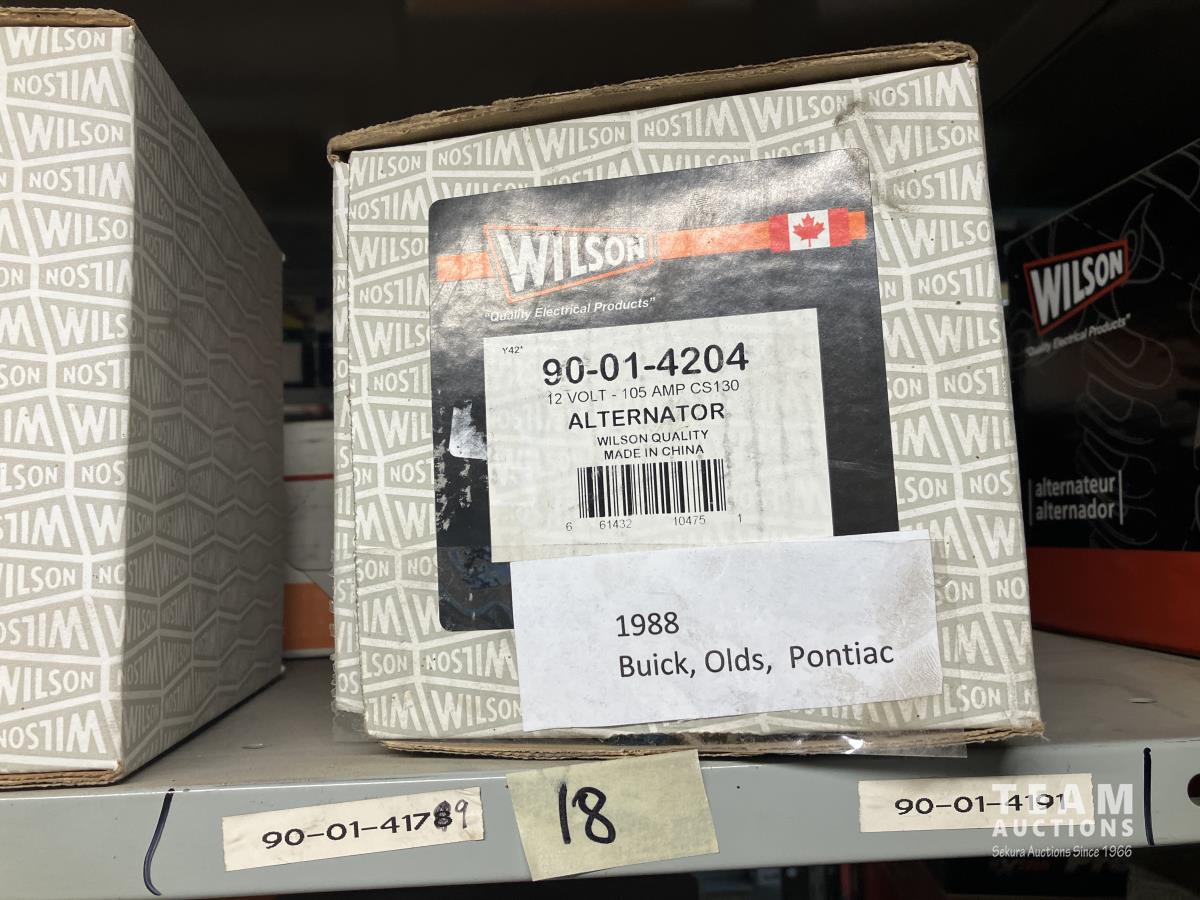 WILSON
"Quality Electrical Products"
Y42*
90-01-4204
12 VOLT - 105 AMP CS130
ALTERNATOR
WILSON QUALITY
MADE IN CHINA
6 61432 10475 1
1988
Buick, Olds, Pontiac
WILSON
"Quality Electrical Products"
alternateur
alternador
90-01-4179
18
90-01-4191
TEAM
AUCTIONS
Sekura Auctions Since 1966